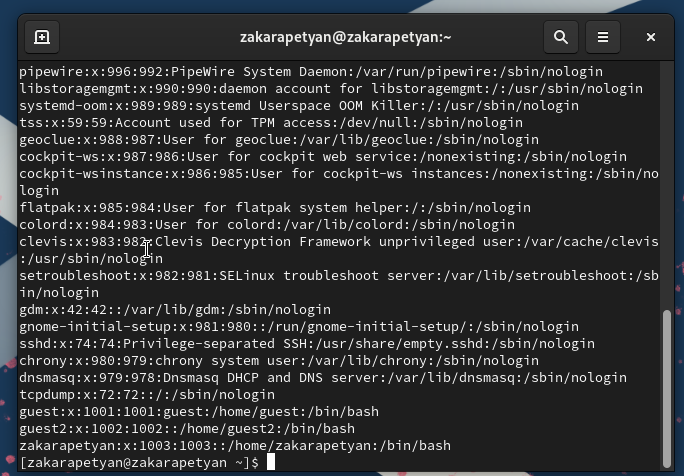 zakarapetyan@zakarapetyan:~
pipewire:x:996:992:PipeWire System Daemon:/var/run/pipewire:/sbin/nologin
libstoragemgmt:x:990:990:daemon account for libstoragemgmt:/:/usr/sbin/nologin
systemd-oom:x:989:989:systemd Userspace OOM Killer:/:/usr/sbin/nologin
tss:x:59:59:Account used for TPM access:/dev/null:/sbin/nologin
geoclue:x:988:987:User for geoclue:/var/lib/geoclue:/sbin/nologin
cockpit-ws:x:987:986:User for cockpit web service:/nonexisting:/sbin/nologin
cockpit-wsinstance:x:986:985:User for cockpit-ws instances:/nonexisting:/sbin/no
login
flatpak:x:985:984:User for flatpak system helper:/:/sbin/nologin
colord:x:984:983:User for colord:/var/lib/colord:/sbin/nologin
clevis:x:983:982:Clevis Decryption Framework unprivileged user:/var/cache/clevis
:/usr/sbin/nologin
setroubleshoot:x:982:981:SELinux troubleshoot server:/var/lib/setroubleshoot:/sb
in/nologin
gdm:x:42:42::/var/lib/gdm:/sbin/nologin
gnome-initial-setup:x:981:980::/run/gnome-initial-setup/:/sbin/nologin
sshd:x:74:74:Privilege-separated SSH:/usr/share/empty.sshd:/sbin/nologin
chrony:x:980:979:chrony system user:/var/lib/chrony:/sbin/nologin
dnsmasq:x:979:978:Dnsmasq DHCP and DNS server:/var/lib/dnsmasq:/sbin/nologin
tcpdump:x:72:72::/:/sbin/nologin
guest:x:1001:1001:guest:/home/guest:/bin/bash
guest2:x:1002:1002::/home/guest2:/bin/bash
zakarapetyan:x:1003:1003::/home/zakarapetyan:/bin/bash
[zakarapetyan@zakarapetyan ~]$